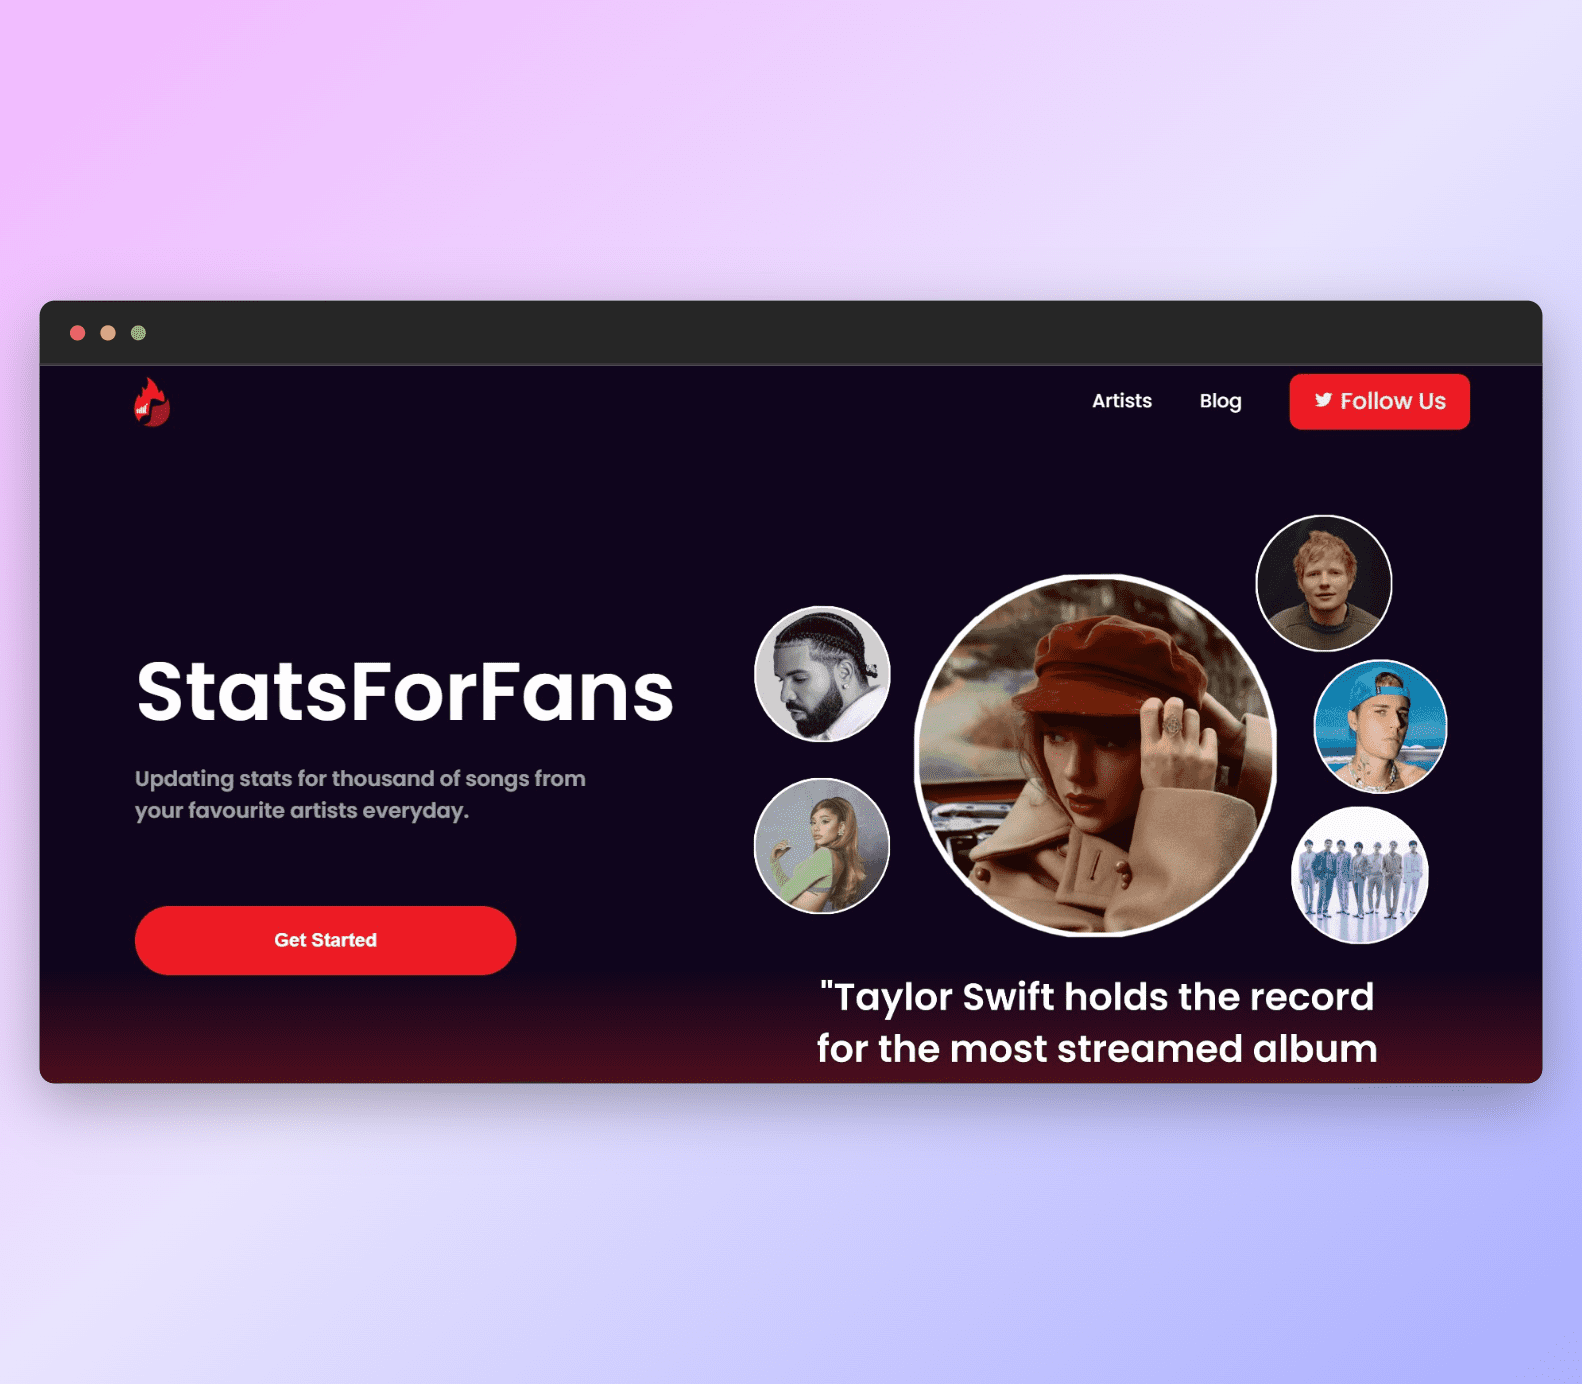 Artists
Blog
Follow Us
StatsForFans
Updating stats for thousand of songs from
your favourite artists everyday.
Get Started
"Taylor Swift holds the record
for the most streamed album